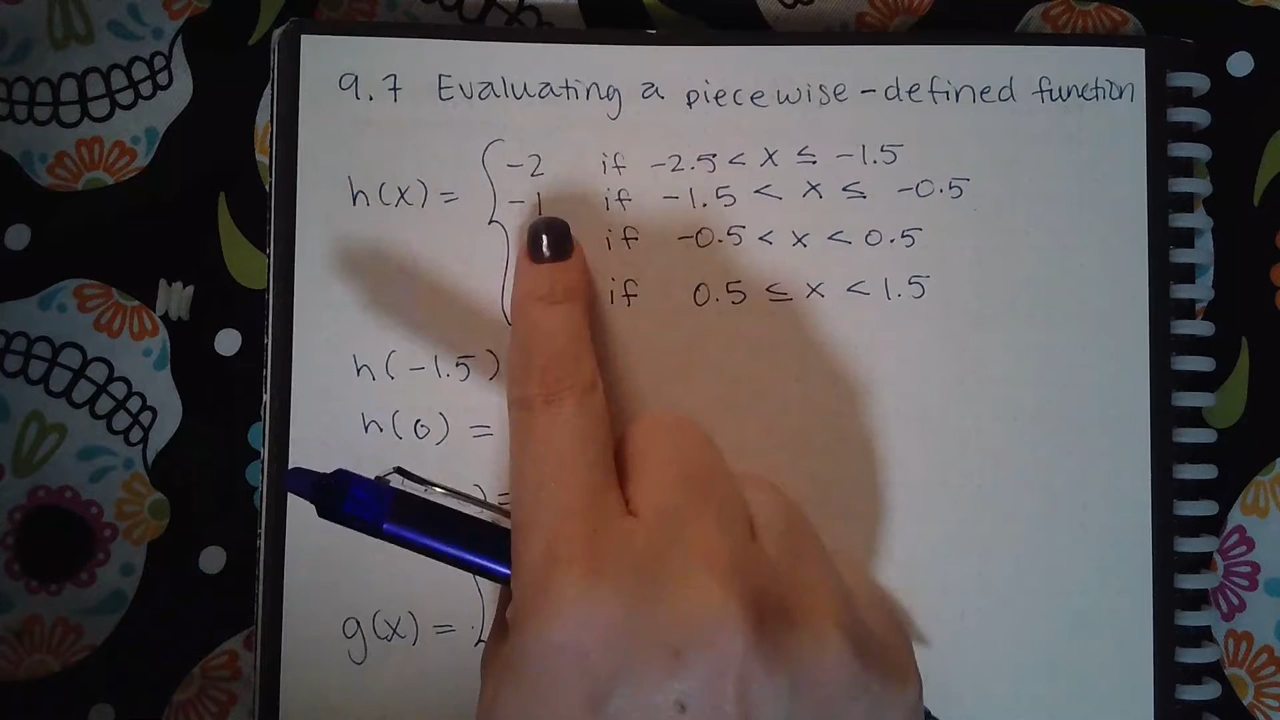 9.7 Evaluating a piecewise-defined function
-2 if -2.5 < x ≤ -1.5
h(x) = { -1 if -1.5 < x ≤ -0.5
if -0.5 < x < 0.5
if 0.5 ≤ x < 1.5
h(-1.5)
h(0) =
) =
g(x) =